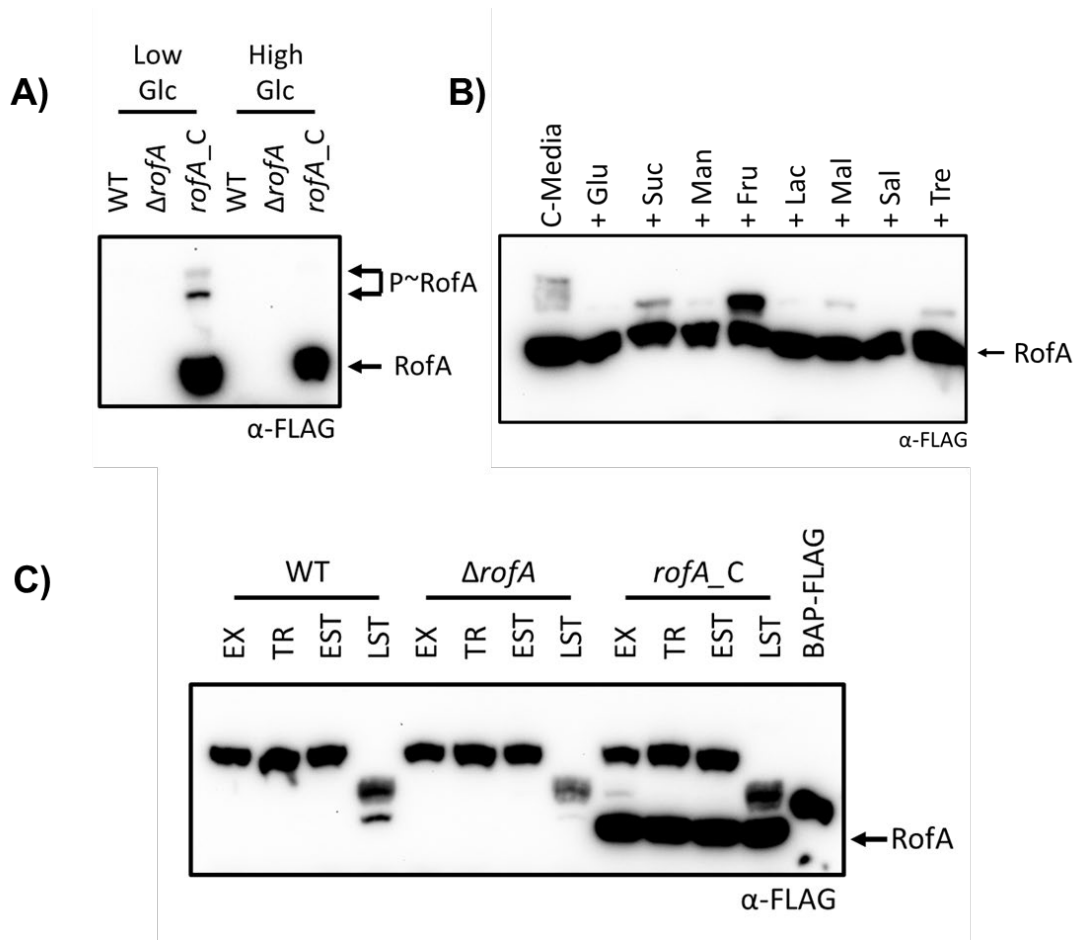 A)
Low
Glc
High
Glc
WT
ΔrofA
rofA_C
WT
ΔrofA
rofA_C
P~RofA
RofA
α-FLAG
B)
C-Media
+ Glu
+ Suc
+ Man
+ Fru
+ Lac
+ Mal
+ Sal
+ Tre
RofA
α-FLAG
C)
WT
ΔrofA
rofA_C
EX
TR
EST
LST
EX
TR
EST
LST
EX
TR
EST
LST
BAP-FLAG
RofA
α-FLAG